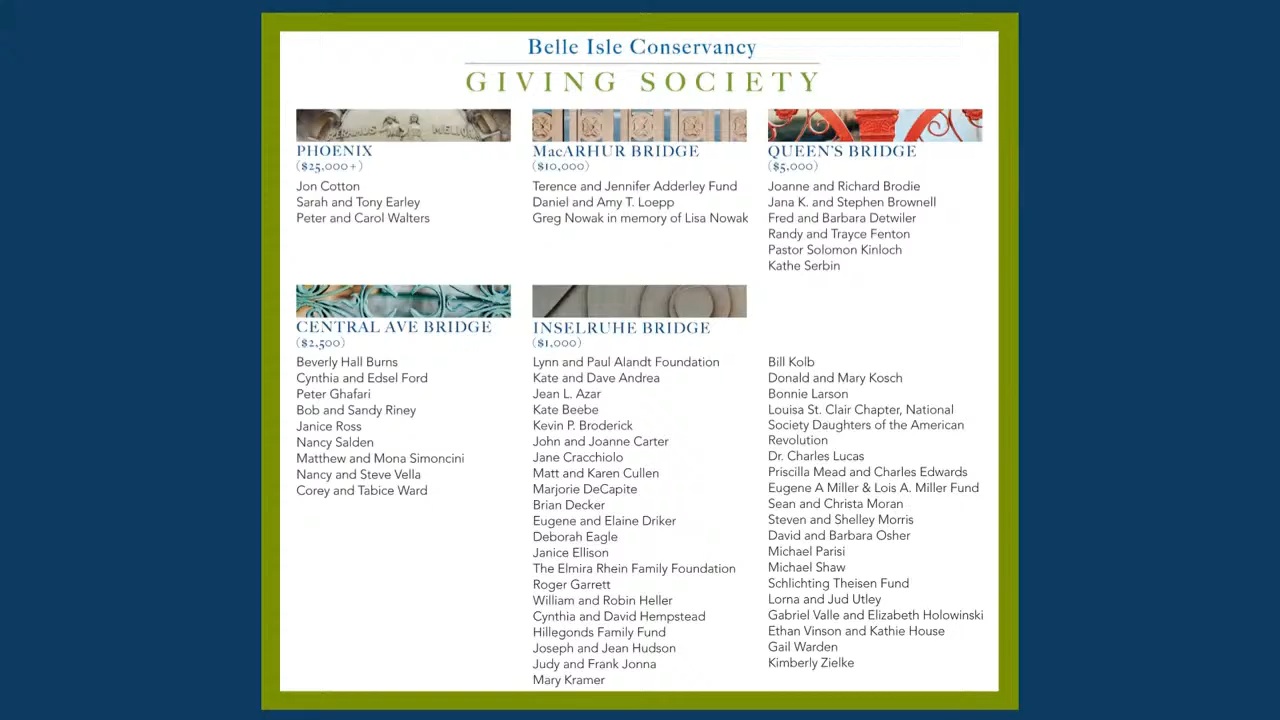 Belle Isle Conservancy
GIVING SOCIETY
PHOENIX
($25,000+)
Jon Cotton
Sarah and Tony Earley
Peter and Carol Walters
MacARHUR BRIDGE
($10,000)
Terence and Jennifer Adderley Fund
Daniel and Amy T. Loepp
Greg Nowak in memory of Lisa Nowak
QUEEN'S BRIDGE
($5,000)
Joanne and Richard Brodie
Jana K. and Stephen Brownell
Fred and Barbara Detwiler
Randy and Trayce Fenton
Pastor Solomon Kinloch
Kathe Serbin
CENTRAL AVE BRIDGE
($2,500)
Beverly Hall Burns
Cynthia and Edsel Ford
Peter Ghafari
Bob and Sandy Riney
Janice Ross
Nancy Salden
Matthew and Mona Simoncini
Nancy and Steve Vella
Corey and Tabice Ward
INSELRUHE BRIDGE
($1,000)
Lynn and Paul Alandt Foundation
Kate and Dave Andrea
Jean L. Azar
Kate Beebe
Kevin P. Broderick
John and Joanne Carter
Jane Cracchiolo
Matt and Karen Cullen
Marjorie DeCapite
Brian Decker
Eugene and Elaine Driker
Deborah Eagle
Janice Ellison
The Elmira Rhein Family Foundation
Roger Garrett
William and Robin Heller
Cynthia and David Hempstead
Hillegonds Family Fund
Joseph and Jean Hudson
Judy and Frank Jonna
Mary Kramer
Bill Kolb
Donald and Mary Kosch
Bonnie Larson
Louisa St. Clair Chapter, National
Society Daughters of the American
Revolution
Dr. Charles Lucas
Priscilla Mead and Charles Edwards
Eugene A Miller & Lois A. Miller Fund
Sean and Christa Moran
Steven and Shelley Morris
David and Barbara Osher
Michael Parisi
Michael Shaw
Schlichting Theisen Fund
Lorna and Jud Utley
Gabriel Valle and Elizabeth Holowinski
Ethan Vinson and Kathie House
Gail Warden
Kimberly Zielke